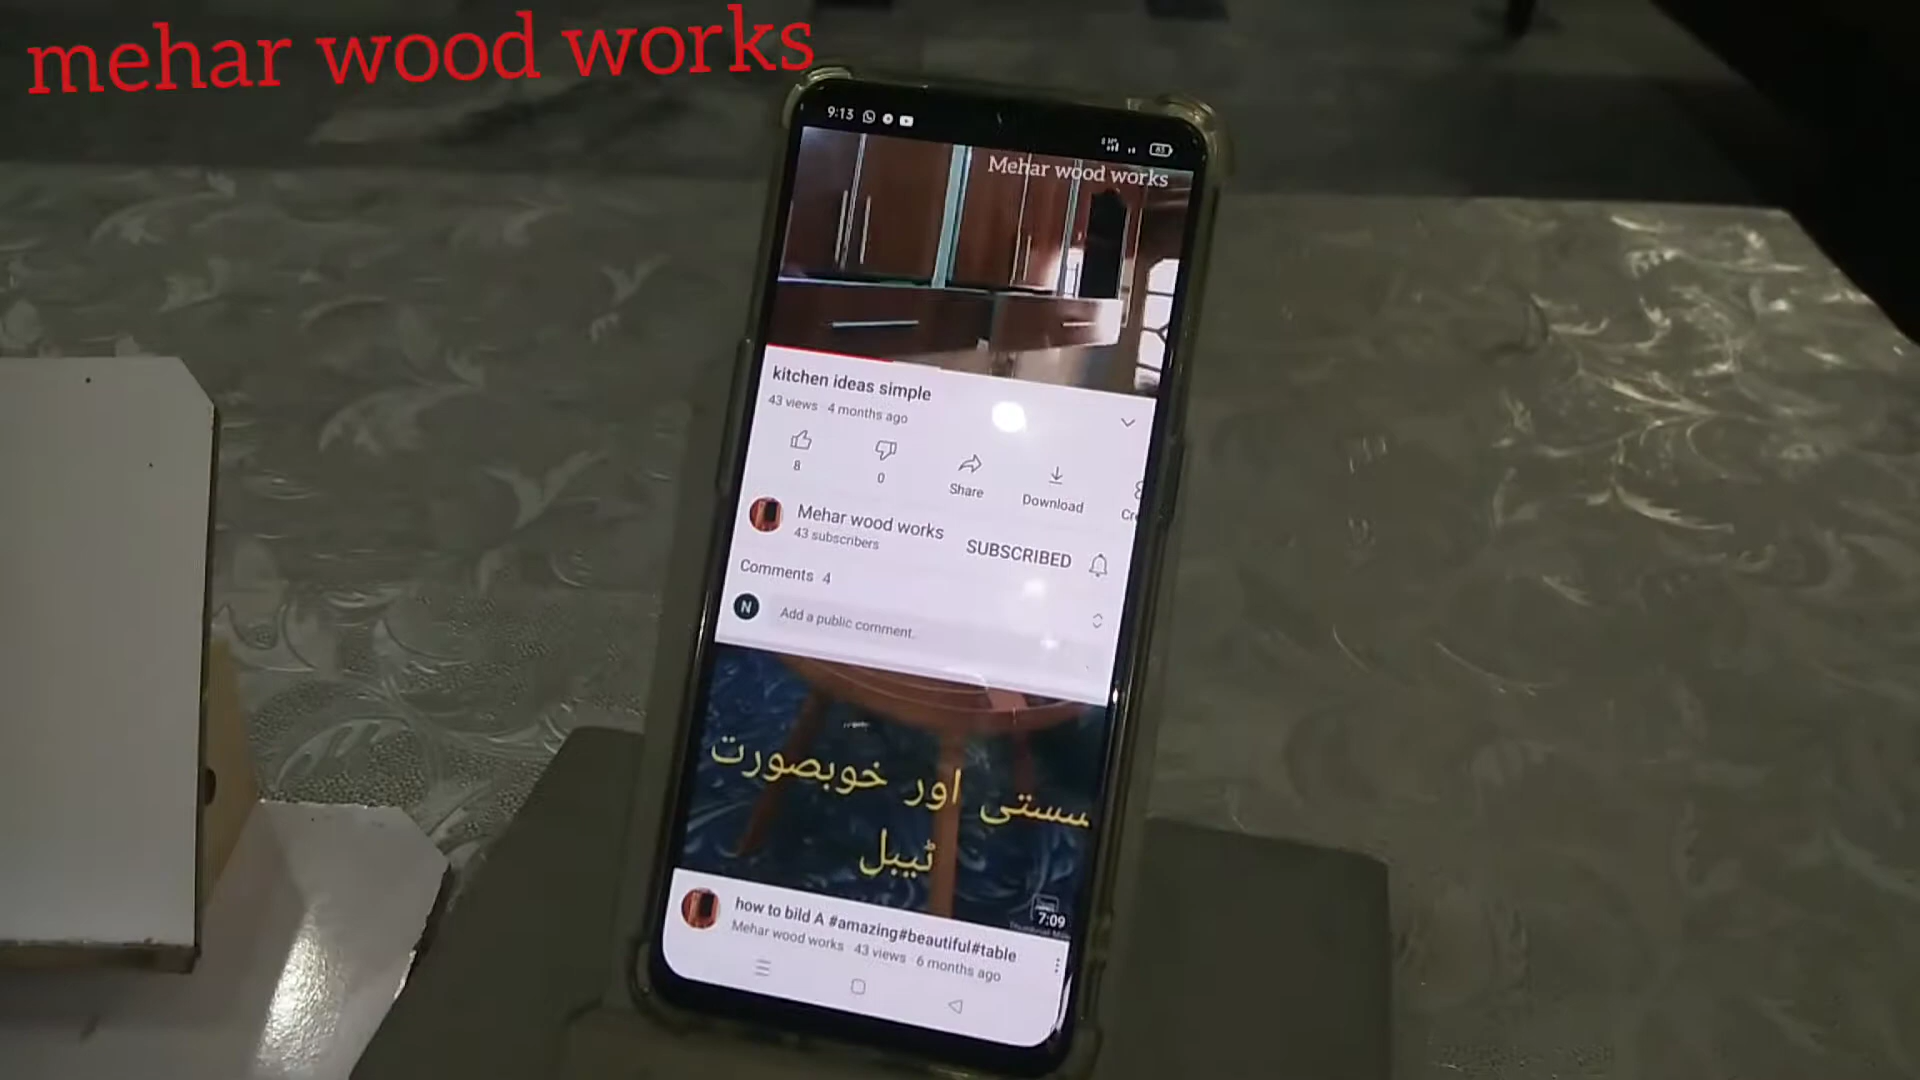 mehar wood works
9:13
Mehar wood works
kitchen ideas simple
43 views 4 months ago
8
0
Share
Download
Mehar wood works
43 subscribers
SUBSCRIBED
Comments 4
N
Add a public comment.
سستی اور خوبصورت
ٹیبل
7:09
how to bild A #amazing#beautiful#table
Mehar wood works 43 views 6 months ago